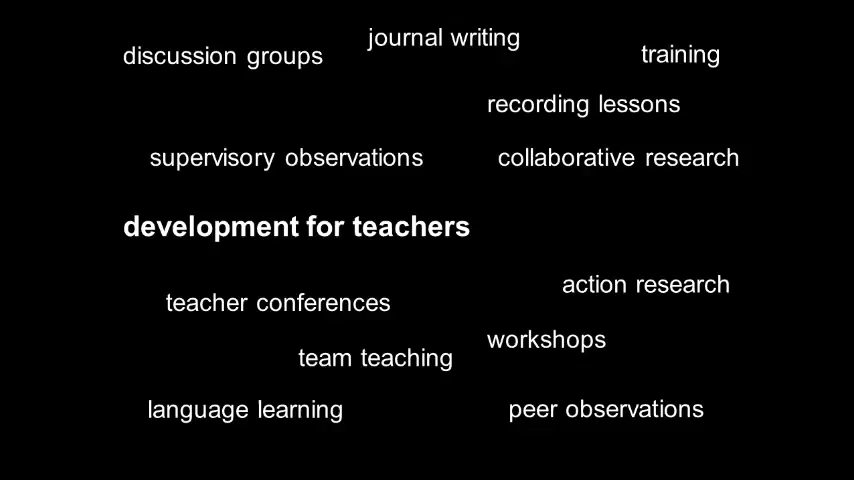 journal writing
discussion groups
training
recording lessons
supervisory observations
collaborative research
development for teachers
action research
teacher conferences
workshops
team teaching
language learning
peer observations